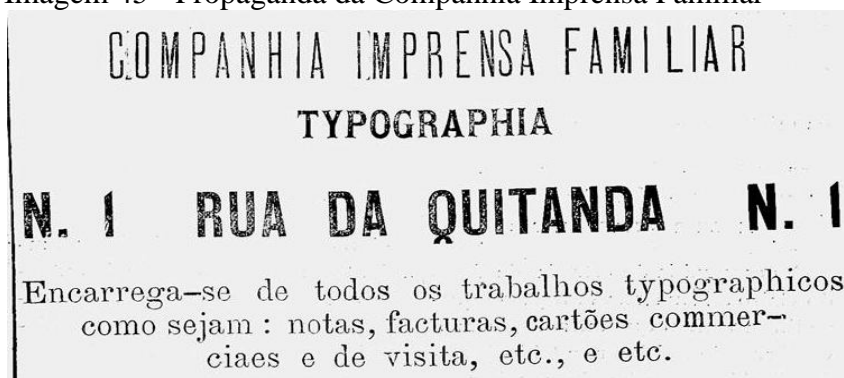 Imagem 43 - Propaganda da Companhia Imprensa Familiar
COMPANHIA IMPRENSA FAMILIAR
TYPOGRAPHIA
N. 1 RUA DA QUITANDA N. 1
Encarrega-se de todos os trabalhos typographicos
como sejam : notas, facturas, cartões commer-
ciaes e de visita, etc., e etc.